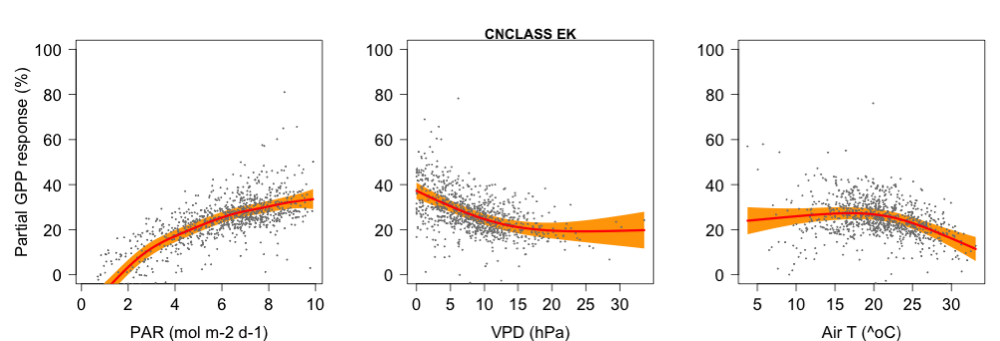 CNCLASS EK
Partial GPP response (%)
100
80
60
40
20
0
0 2 4 6 8 10
PAR (mol m-2 d-1)
100
80
60
40
20
0
0 5 10 15 20 25 30
VPD (hPa)
100
80
60
40
20
0
5 10 15 20 25 30
Air T (^oC)